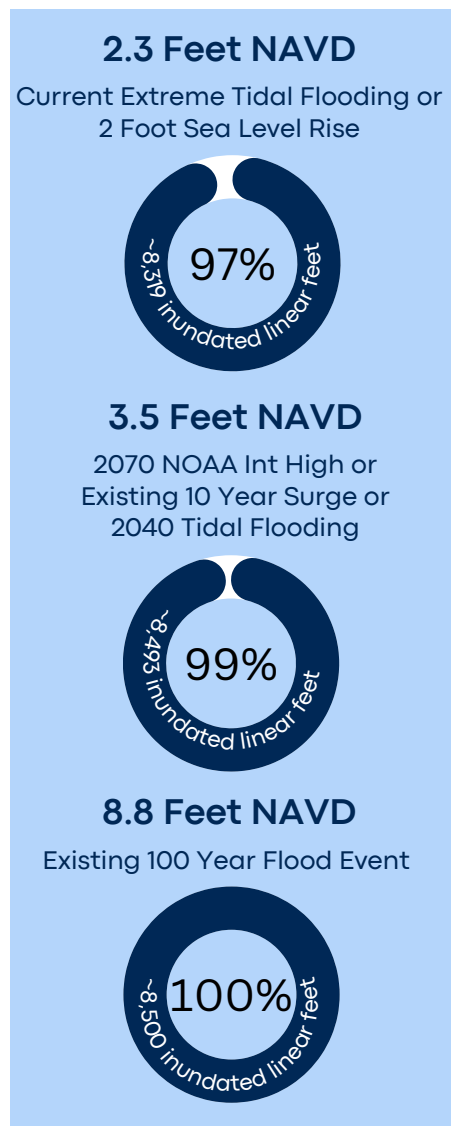 2.3 Feet NAVD
Current Extreme Tidal Flooding or
2 Foot Sea Level Rise
97%
~8,319 inundated linear feet
3.5 Feet NAVD
2070 NOAA Int High or
Existing 10 Year Surge or
2040 Tidal Flooding
99%
~8,493 inundated linear feet
8.8 Feet NAVD
Existing 100 Year Flood Event
100%
~8,500 inundated linear feet